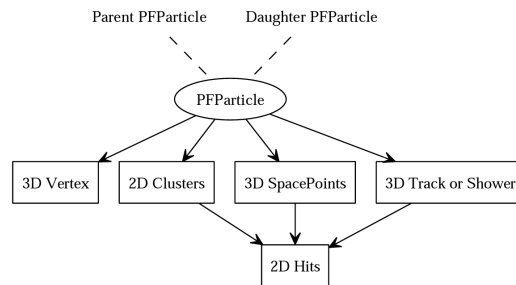 Parent PFParticle Daughter PFParticle
PFParticle
3D Vertex 2D Clusters 3D SpacePoints 3D Track or Shower
2D Hits